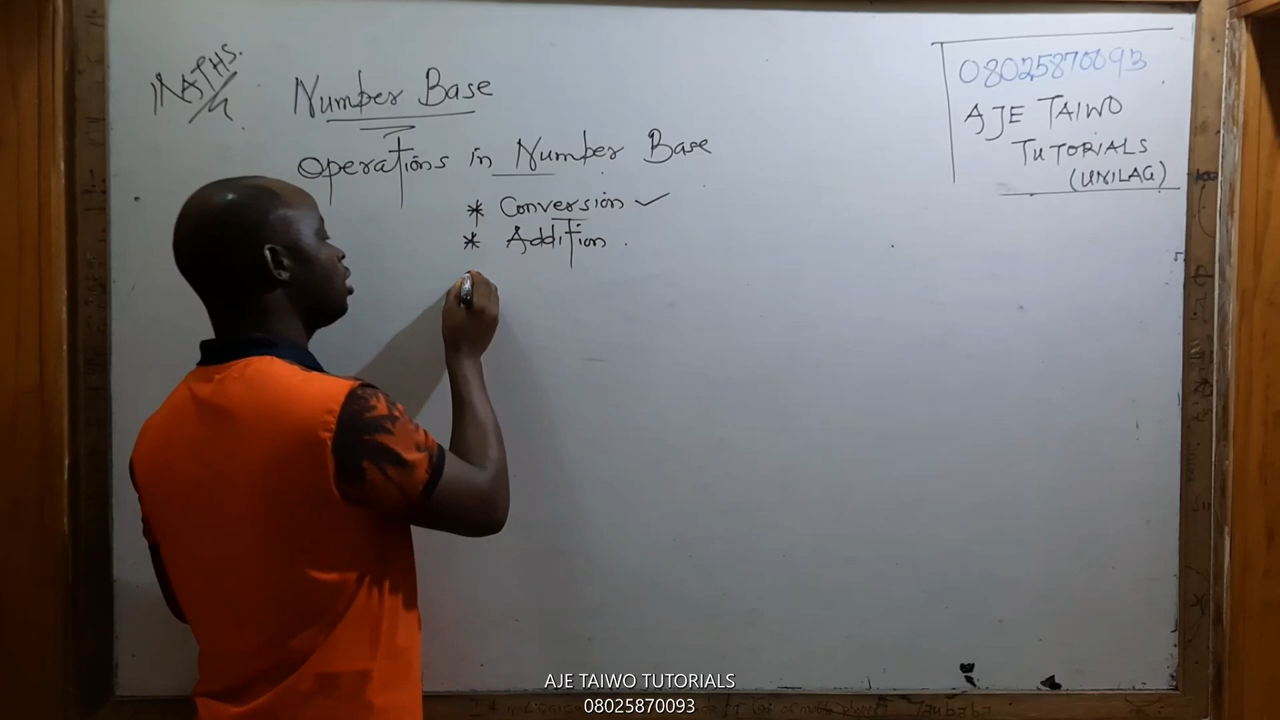 MATHS.
Number Base
Operations in Number Base
* Conversion ✓
* Addition.
08025870093
AJE TAIWO
TUTORIALS
(UNILAG)
AJE TAIWO TUTORIALS
08025870093